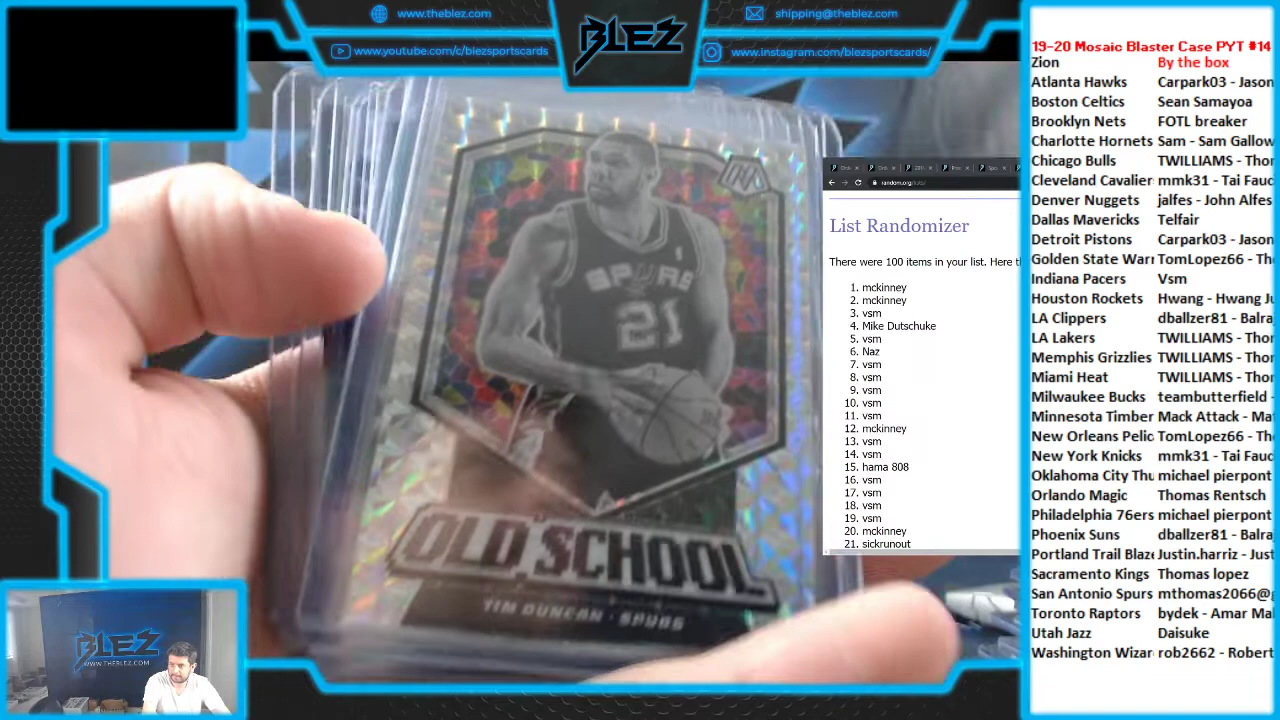 www.theblez.com
www.youtube.com/c/blezsportscards
BLEZ
shipping@theblez.com
www.instagram.com/blezsportscards/
SPURS
21
OLD SCHOOL
TIM DUNCAN · SPURS
BLEZ
WWW.THEBLEZ.COM
random.org/lists/
List Randomizer
There were 100 items in your list. Here
1. mckinney
2. mckinney
3. vsm
4. Mike Dutschuke
5. vsm
6. Naz
7. vsm
8. vsm
9. vsm
10. vsm
11. vsm
12. mckinney
13. vsm
14. vsm
15. hama 808
16. vsm
17. vsm
18. vsm
19. vsm
20. mckinney
21. sickrunout
19-20 Mosaic Blaster Case PYT #14
Zion By the box
Atlanta Hawks Carpark03 - Jason
Boston Celtics Sean Samayoa
Brooklyn Nets FOTL breaker
Charlotte Hornets Sam - Sam Gallow
Chicago Bulls TWILLIAMS - Thor
Cleveland Cavalier mmk31 - Tai Fauc
Denver Nuggets jalfes - John Alfes
Dallas Mavericks Telfair
Detroit Pistons Carpark03 - Jason
Golden State Warr TomLopez66 - Th
Indiana Pacers Vsm
Houston Rockets Hwang - Hwang Ju
LA Clippers dballzer81 - Balra
LA Lakers TWILLIAMS - Thor
Memphis Grizzlies TWILLIAMS - Thor
Miami Heat TWILLIAMS - Thor
Milwaukee Bucks teambutterfield -
Minnesota Timber Mack Attack - Ma
New Orleans Pelic TomLopez66 - Th
New York Knicks mmk31 - Tai Fauc
Oklahoma City Thu michael pierpont
Orlando Magic Thomas Rentsch
Philadelphia 76ers michael pierpont
Phoenix Suns dballzer81 - Balra
Portland Trail Blaze Justin.harriz - Just
Sacramento Kings Thomas lopez
San Antonio Spurs mthomas2066@g
Toronto Raptors bydek - Amar Mal
Utah Jazz Daisuke
Washington Wizar rob2662 - Robert